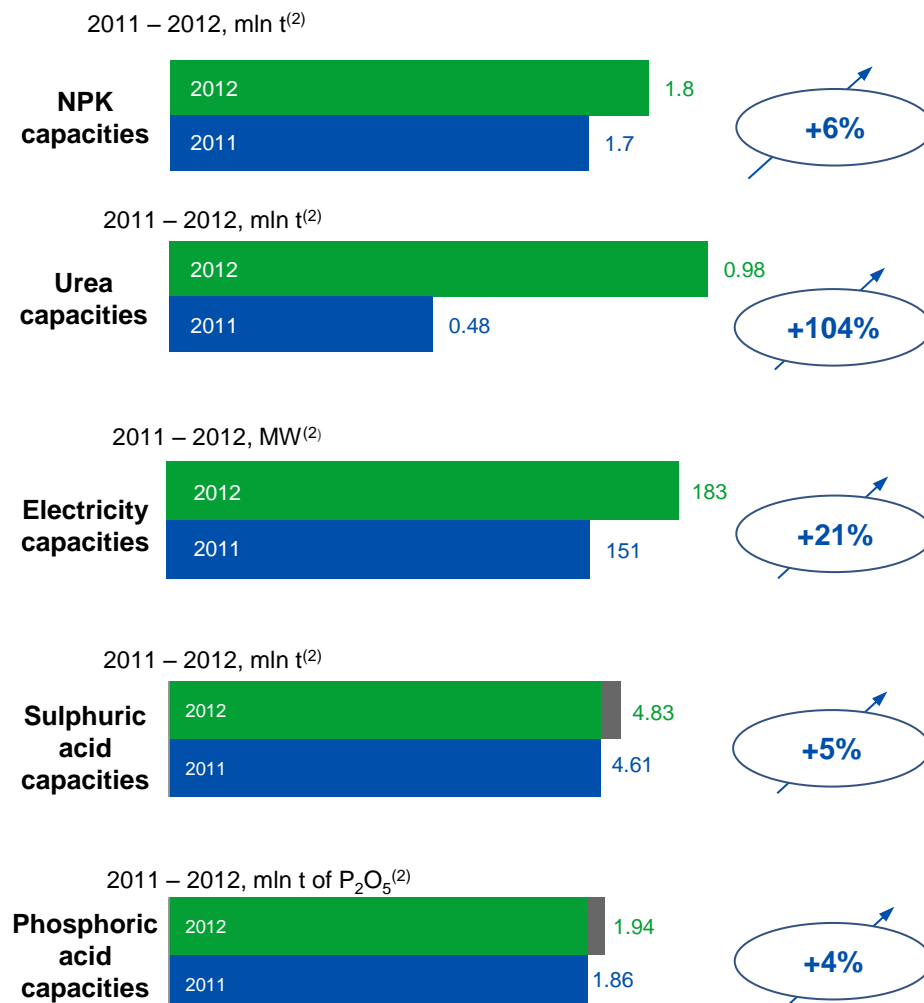 2011 – 2012, mln t(2)
NPK
capacities
2012
1.8
2011
1.7
+6%
2011 – 2012, mln t(2)
Urea
capacities
2012
0.98
2011
0.48
+104%
2011 – 2012, MW(2)
Electricity
capacities
2012
183
2011
151
+21%
2011 – 2012, mln t(2)
Sulphuric
acid
capacities
2012
4.83
2011
4.61
+5%
2011 – 2012, mln t of P2O5(2)
Phosphoric
acid
capacities
2012
1.94
2011
1.86
+4%